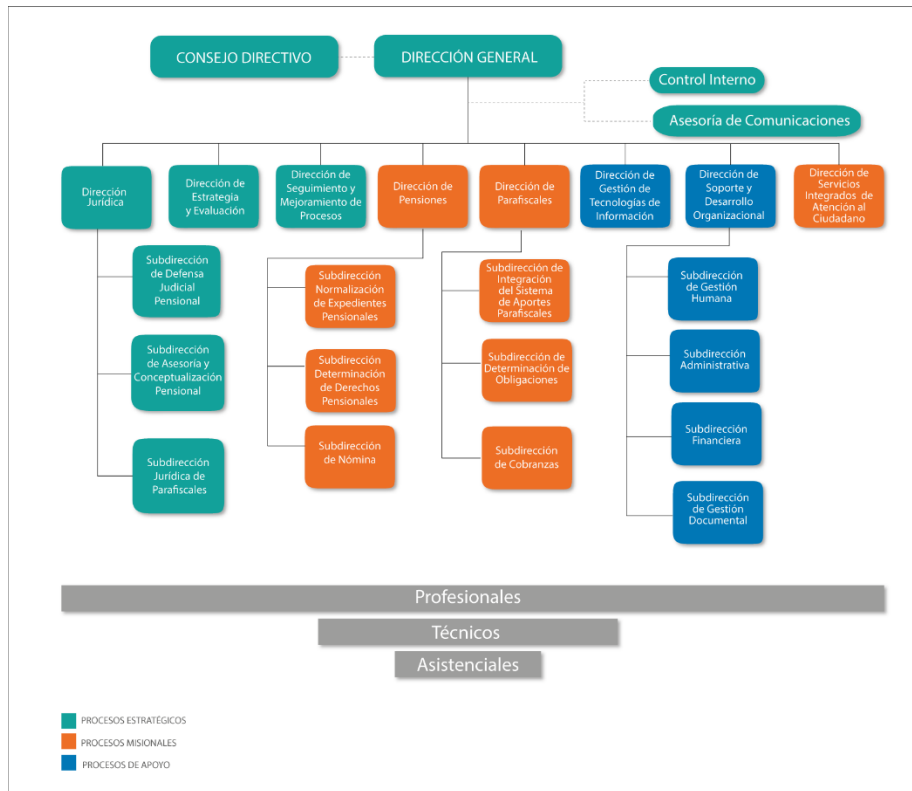 CONSEJO DIRECTIVO
DIRECCIÓN GENERAL
Control Interno
Asesoría de Comunicaciones
Dirección
Jurídica
Dirección de
Estrategia
y Evaluación
Dirección de
Seguimiento y
Mejoramiento de
Procesos
Dirección de
Pensiones
Dirección de
Parafiscales
Dirección de
Gestión de
Tecnologías de
Información
Dirección de
Soporte y
Desarrollo
Organizacional
Dirección de
Servicios
Integrados de
Atención al
Ciudadano
Subdirección
de Defensa
Judicial
Pensional
Subdirección
de Asesoría y
Conceptualización
Pensional
Subdirección
Jurídica de
Parafiscales
Subdirección
Normalización
de Expedientes
Pensionales
Subdirección
Determinación
de Derechos
Pensionales
Subdirección
de Nómina
Subdirección de
Integración
del Sistema
de Aportes
Parafiscales
Subdirección de
Determinación de
Obligaciones
Subdirección
de Cobranzas
Subdirección
de Gestión
Humana
Subdirección
Administrativa
Subdirección
Financiera
Subdirección
de Gestión
Documental
Profesionales
Técnicos
Asistenciales
PROCESOS ESTRATÉGICOS
PROCESOS MISIONALES
PROCESOS DE APOYO